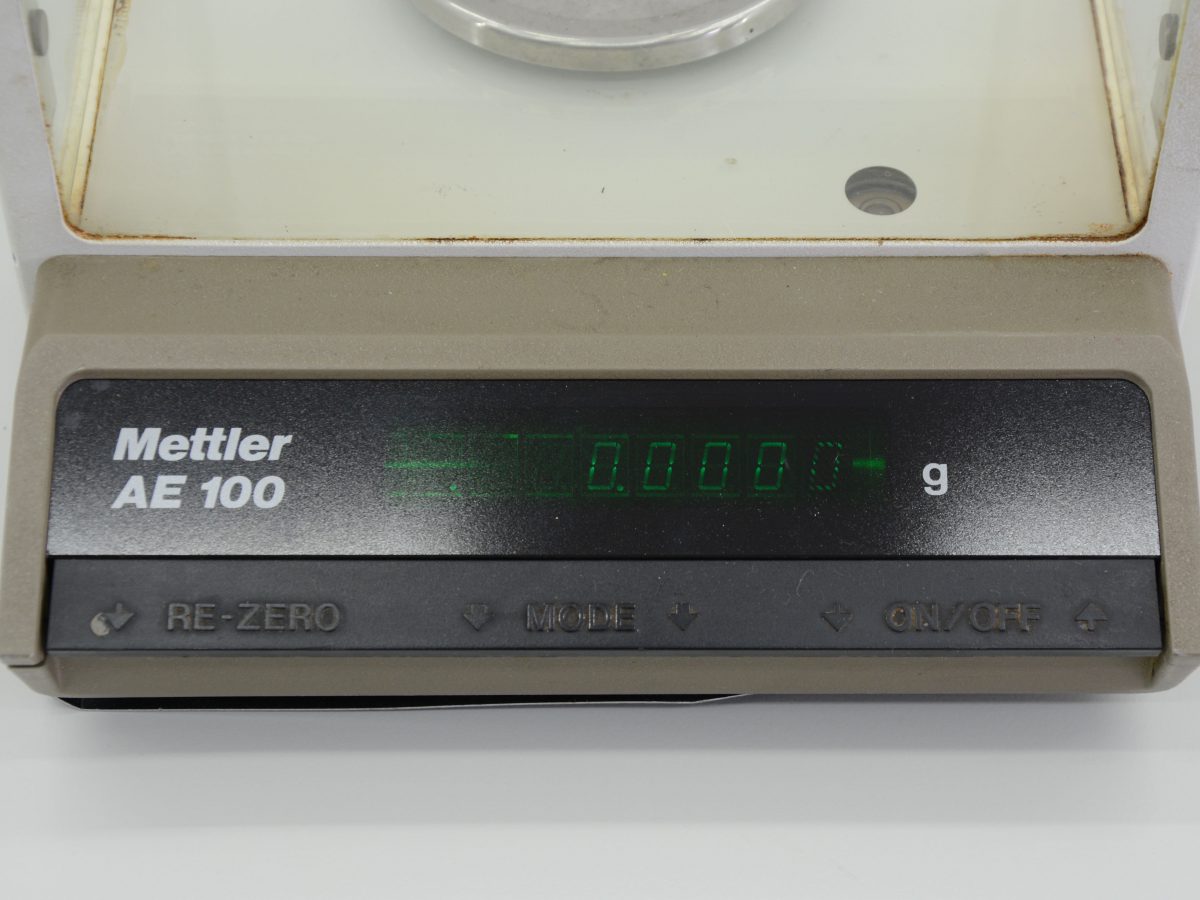 Mettler
AE 100
0.0000
g
RE-ZERO
MODE
ON/OFF